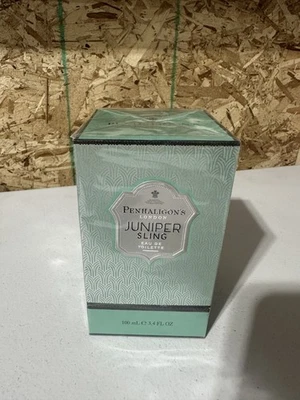 PENHALIGON'S
LONDON
JUNIPER
SLING
EAU DE
TOILETTE
100 mL ℮ 3.4 FL OZ